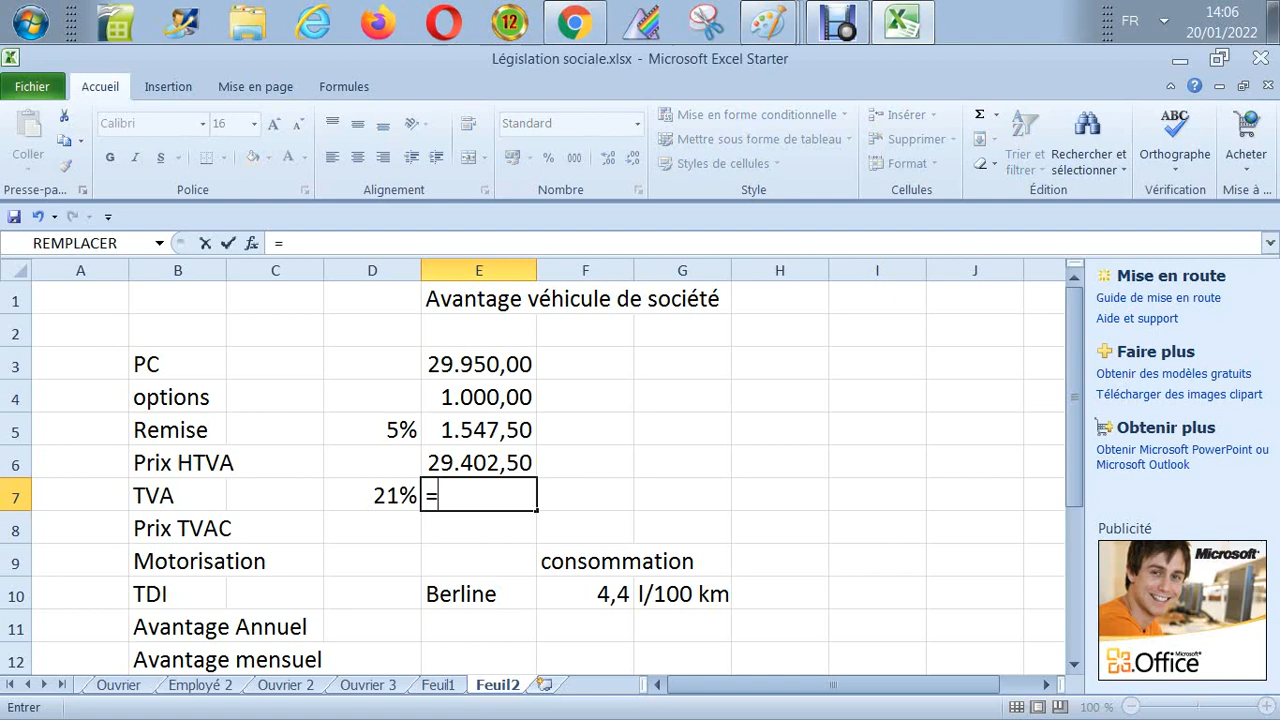 FR
14:06
20/01/2022
12
Législation sociale.xlsx - Microsoft Excel Starter
Fichier
Accueil
Insertion
Mise en page
Formules
Coller
Presse-pa...
Calibri
16
G
I
S
A
Police
Alignement
Standard
%
000
Nombre
Mettre en forme conditionnelle
Mettre sous forme de tableau
Styles de cellules
Style
Insérer
Supprimer
Format
Cellules
Σ
Trier et
filtrer
Rechercher et
sélectionner
Édition
ABC
Orthographe
Vérification
Acheter
Mise à ...
REMPLACER
fx
=
A B C D E F G H I J
1 Avantage véhicule de société
2
3 PC 29.950,00
4 options 1.000,00
5 Remise 5% 1.547,50
6 Prix HTVA 29.402,50
7 TVA 21% =
8 Prix TVAC
9 Motorisation consommation
10 TDI Berline 4,4 l/100 km
11 Avantage Annuel
12 Avantage mensuel
Mise en route
Guide de mise en route
Aide et support
Faire plus
Obtenir des modèles gratuits
Télécharger des images clipart
Obtenir plus
Obtenir Microsoft PowerPoint ou
Microsoft Outlook
Publicité
Microsoft
Microsoft
Office
Ouvrier
Employé 2
Ouvrier 2
Ouvrier 3
Feuil1
Feuil2
Entrer
100 %